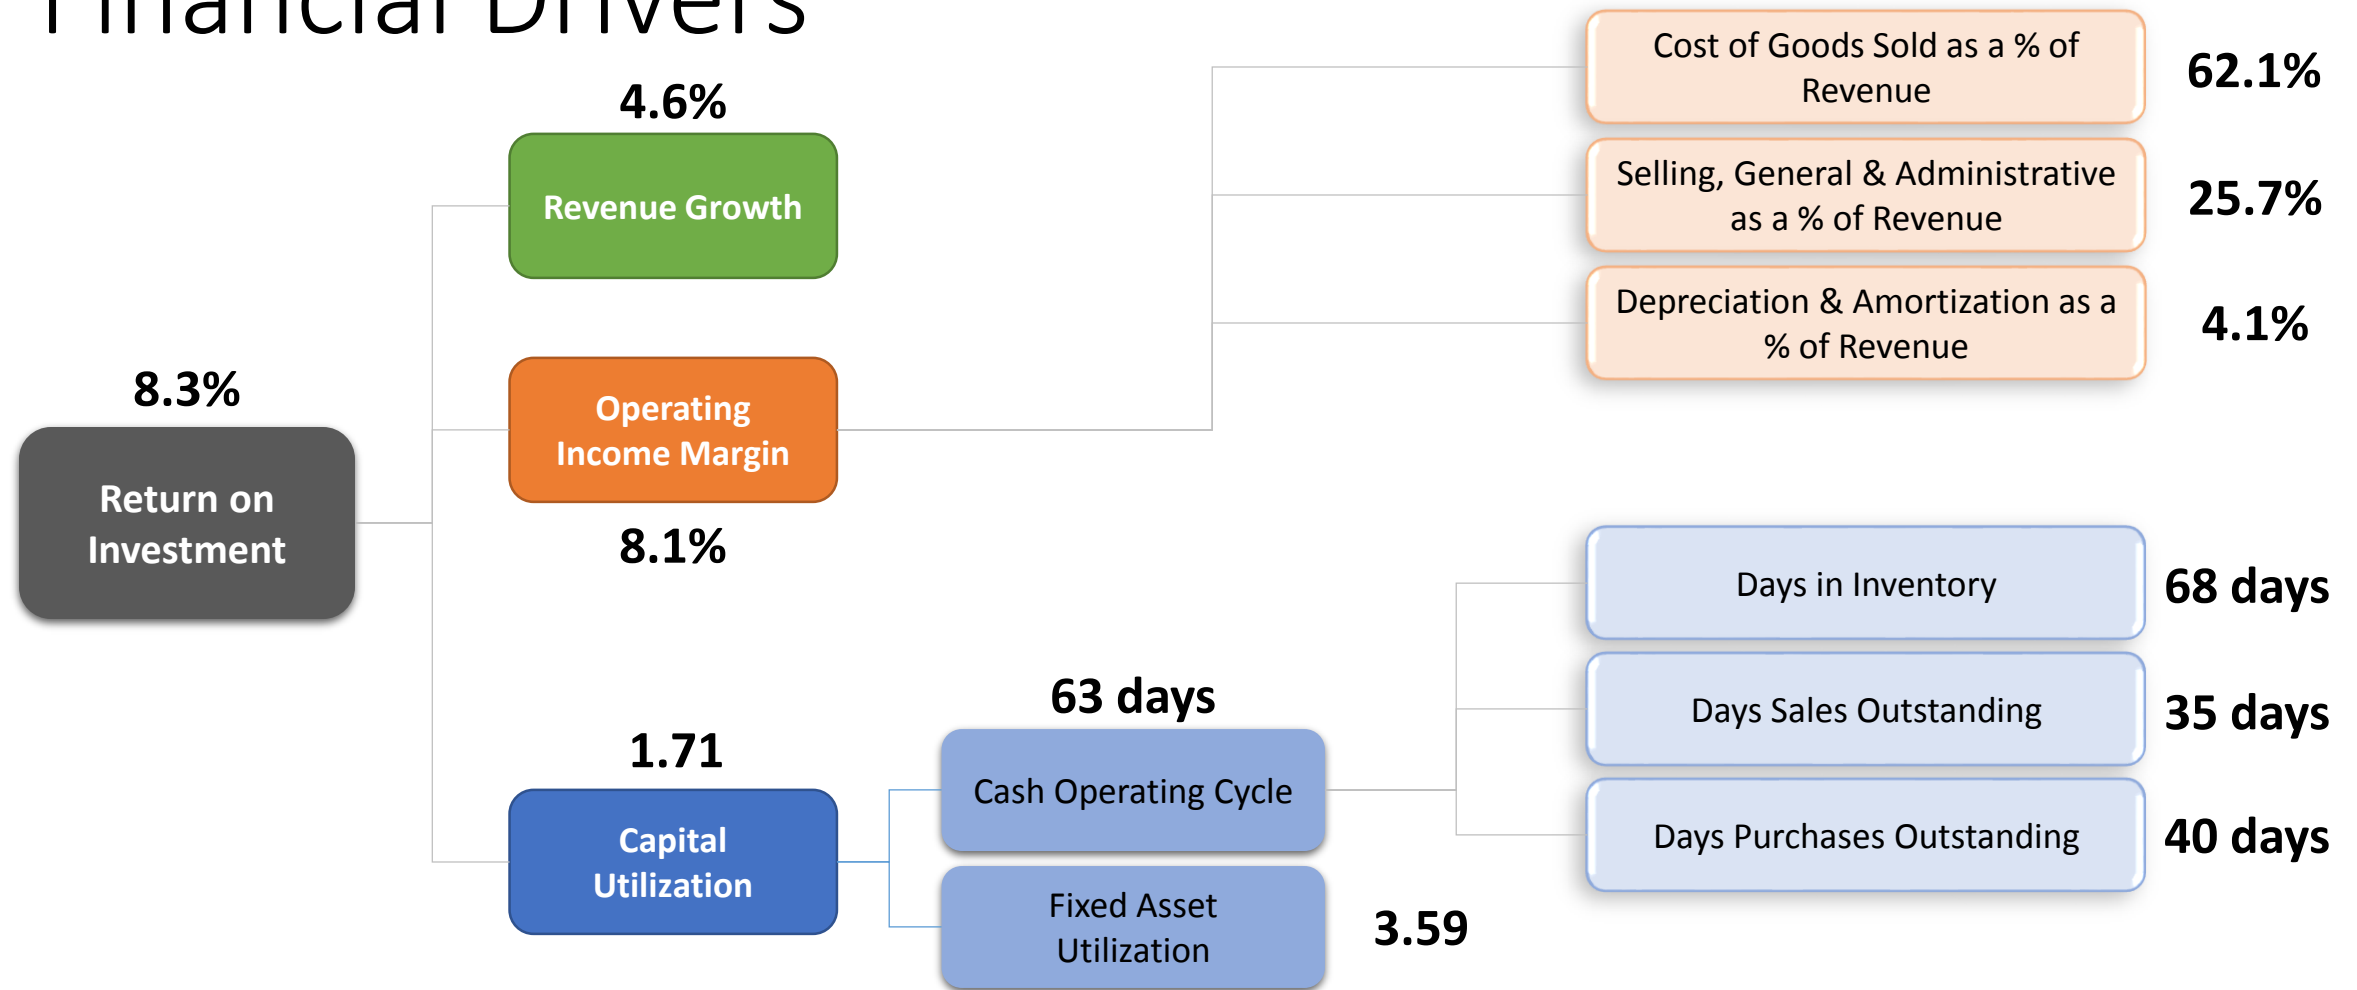 Financial Drivers
4.6%
Revenue Growth
8.3%
Return on
Investment
Operating
Income Margin
8.1%
1.71
Capital
Utilization
63 days
Cash Operating Cycle
Fixed Asset
Utilization
3.59
Cost of Goods Sold as a % of
Revenue
62.1%
Selling, General & Administrative
as a % of Revenue
25.7%
Depreciation & Amortization as a
% of Revenue
4.1%
Days in Inventory
68 days
Days Sales Outstanding
35 days
Days Purchases Outstanding
40 days